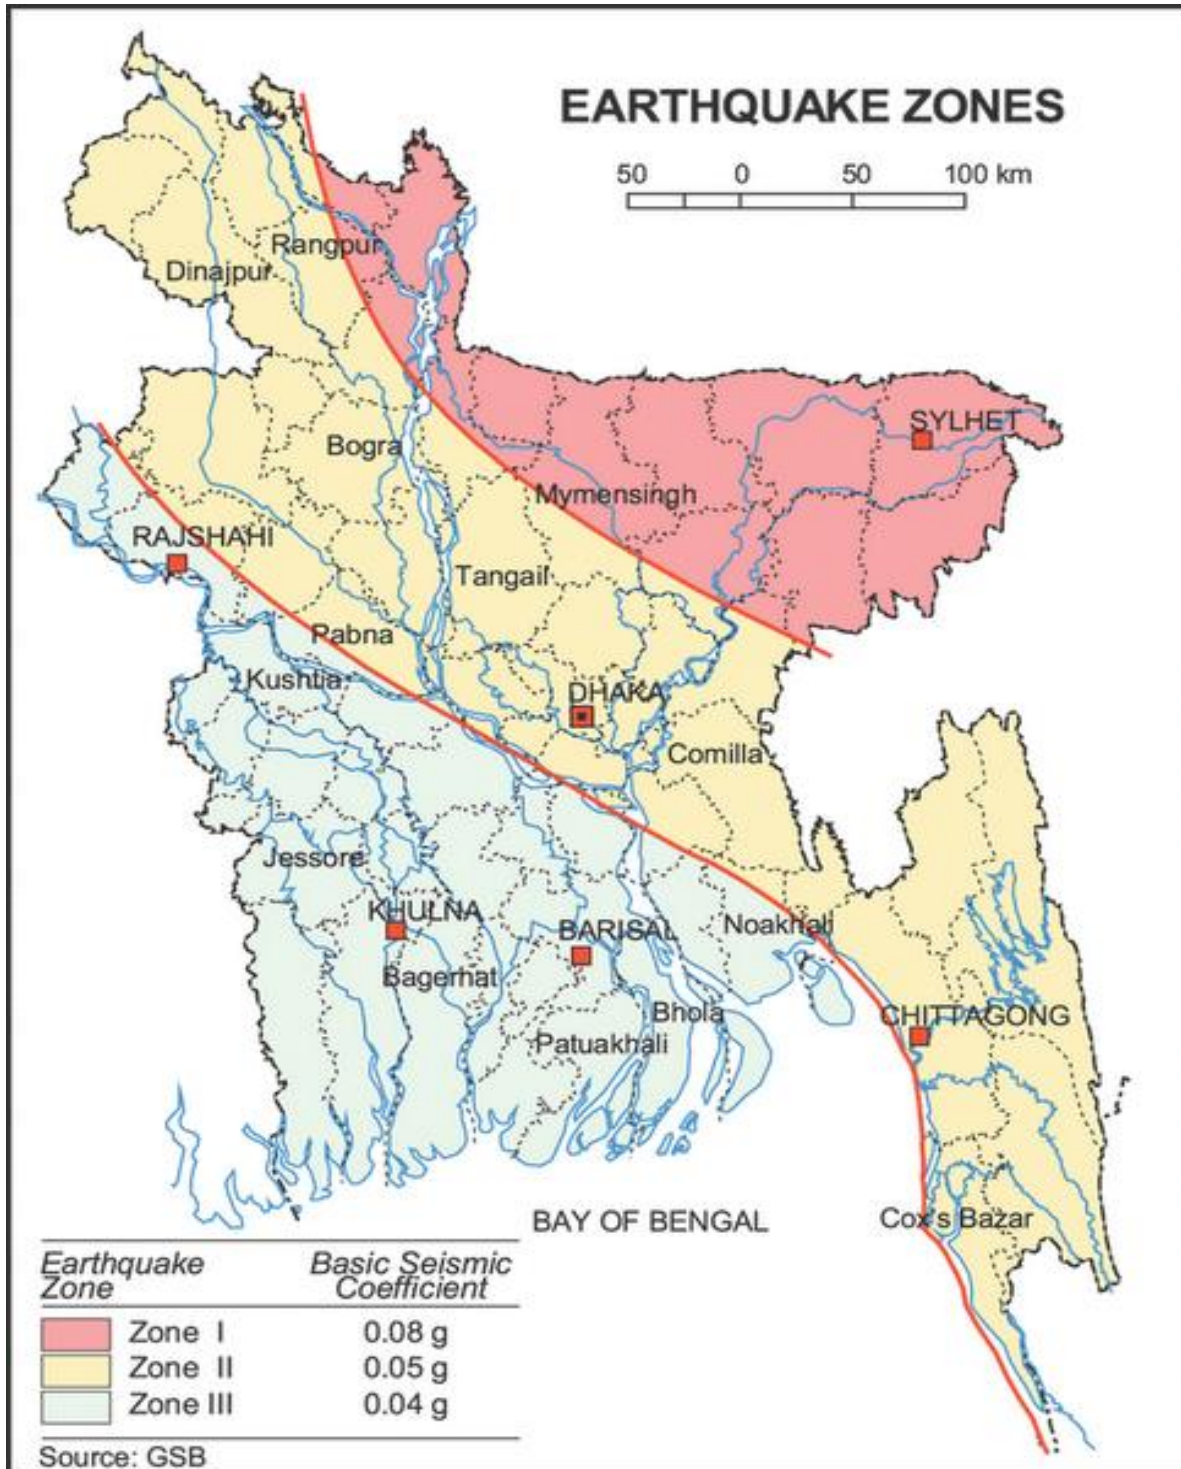 EARTHQUAKE ZONES
50 0 50 100 km
Rangpur
Dinajpur
SYLHET
Bogra
Mymensingh
RAJSHAHI
Tangail
Pabna
Kushtia
DHAKA
Comilla
Jessore
KHULNA
Noakhali
BARISAL
Bagerhat
Bhola
CHITTAGONG
Patuakhali
Cox's Bazar
BAY OF BENGAL
Earthquake Basic Seismic
Zone Coefficient
Zone I 0.08 g
Zone II 0.05 g
Zone III 0.04 g
Source: GSB